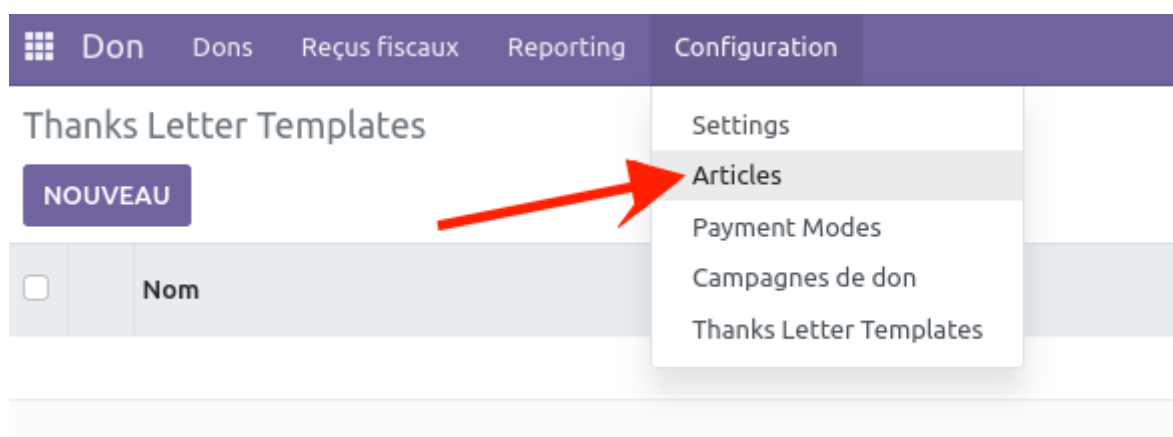 Don Dons Reçus fiscaux Reporting Configuration
Thanks Letter Templates
NOUVEAU
Nom
Settings
Articles
Payment Modes
Campagnes de don
Thanks Letter Templates